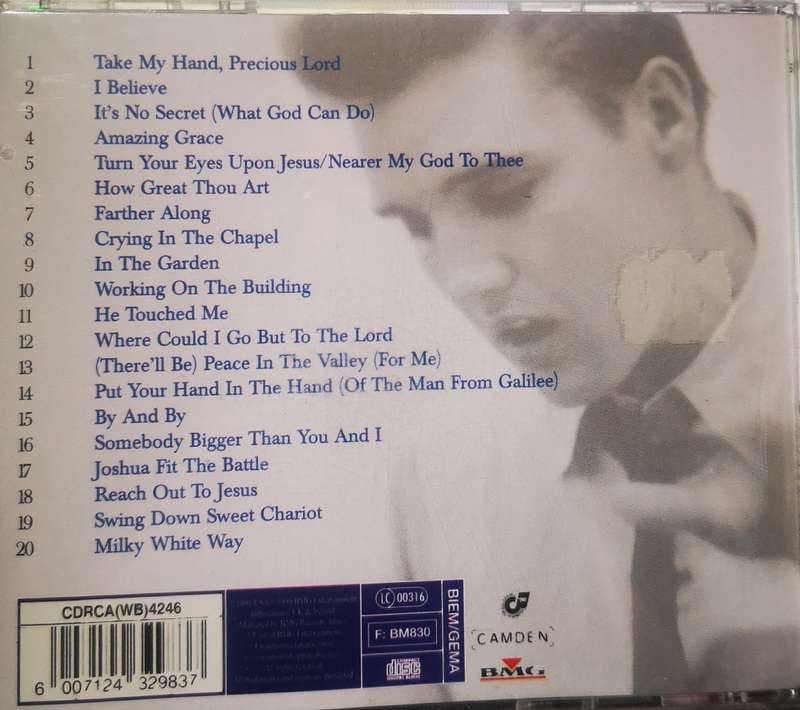 1 Take My Hand, Precious Lord
2 I Believe
3 It's No Secret (What God Can Do)
4 Amazing Grace
5 Turn Your Eyes Upon Jesus/Nearer My God To Thee
6 How Great Thou Art
7 Farther Along
8 Crying In The Chapel
9 In The Garden
10 Working On The Building
11 He Touched Me
12 Where Could I Go But To The Lord
13 (There'll Be) Peace In The Valley (For Me)
14 Put Your Hand In The Hand (Of The Man From Galilee)
15 By And By
16 Somebody Bigger Than You And I
17 Joshua Fit The Battle
18 Reach Out To Jesus
19 Swing Down Sweet Chariot
20 Milky White Way
CDRCA(WB)4246
6 007124 329837
LC 00316
F: BM830
COMPACT
disc
DIGITAL AUDIO
BIEM/GEMA
CAMDEN
BMG